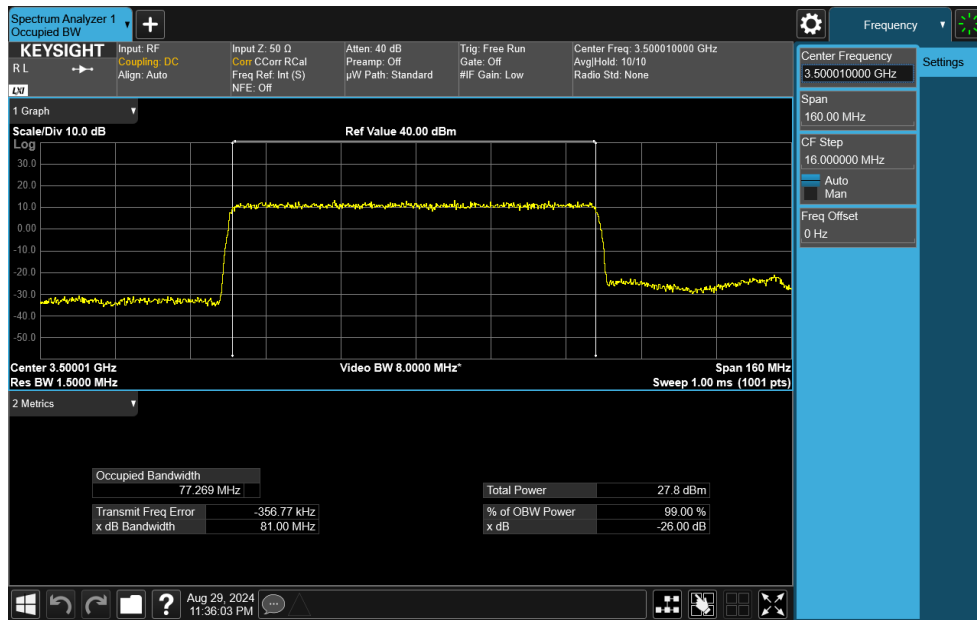 Spectrum Analyzer 1
Occupied BW
Frequency
KEYSIGHT
R L
LXI
Input: RF
Coupling: DC
Align: Auto
Input Z: 50 Ω
Corr CCorr RCal
Freq Ref: Int (S)
NFE: Off
Atten: 40 dB
Preamp: Off
µW Path: Standard
Trig: Free Run
Gate: Off
#IF Gain: Low
Center Freq: 3.500010000 GHz
Avg|Hold: 10/10
Radio Std: None
Center Frequency
3.500010000 GHz
Settings
Span
160.00 MHz
CF Step
16.000000 MHz
Auto
Man
Freq Offset
0 Hz
1 Graph
Scale/Div 10.0 dB
Ref Value 40.00 dBm
Log
30.0
20.0
10.0
0.00
-10.0
-20.0
-30.0
-40.0
-50.0
Center 3.50001 GHz
Video BW 8.0000 MHz*
Span 160 MHz
Res BW 1.5000 MHz
Sweep 1.00 ms (1001 pts)
2 Metrics
Occupied Bandwidth
77.269 MHz
Total Power 27.8 dBm
Transmit Freq Error -356.77 kHz
% of OBW Power 99.00 %
x dB Bandwidth 81.00 MHz
x dB -26.00 dB
?
Aug 29, 2024
11:36:03 PM